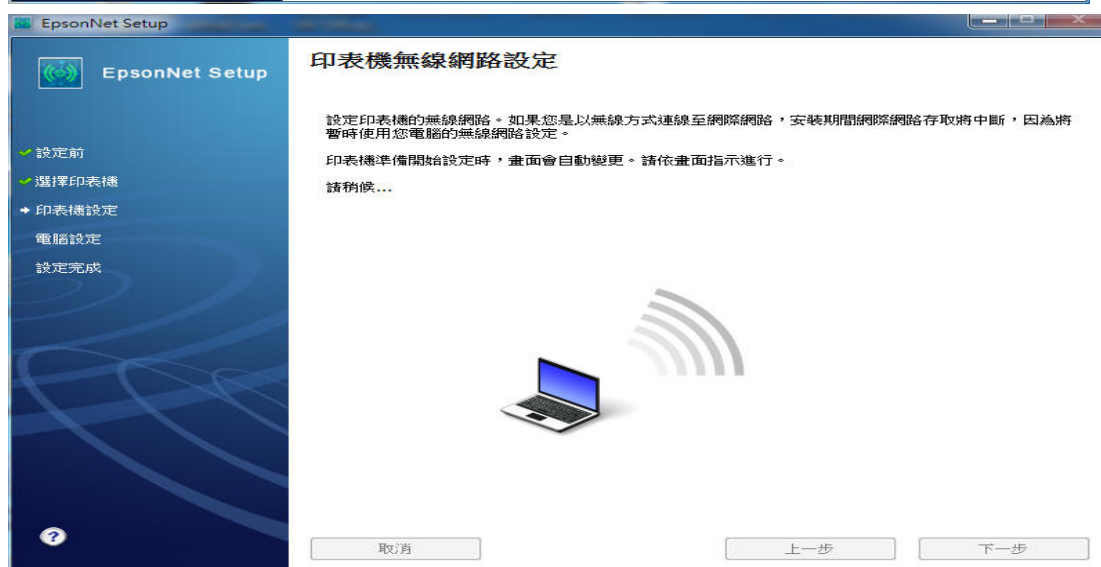 EpsonNet Setup
EpsonNet Setup
設定前
選擇印表機
印表機設定
電腦設定
設定完成
?
印表機無線網路設定
設定印表機的無線網路。如果您是以無線方式連線至網際網路,安裝期間網際網路存取將中斷,因為將
暫時使用您電腦的無線網路設定。
印表機準備開始設定時,畫面會自動變更。請依畫面指示進行。
請稍候...
取消
上一步
下一步